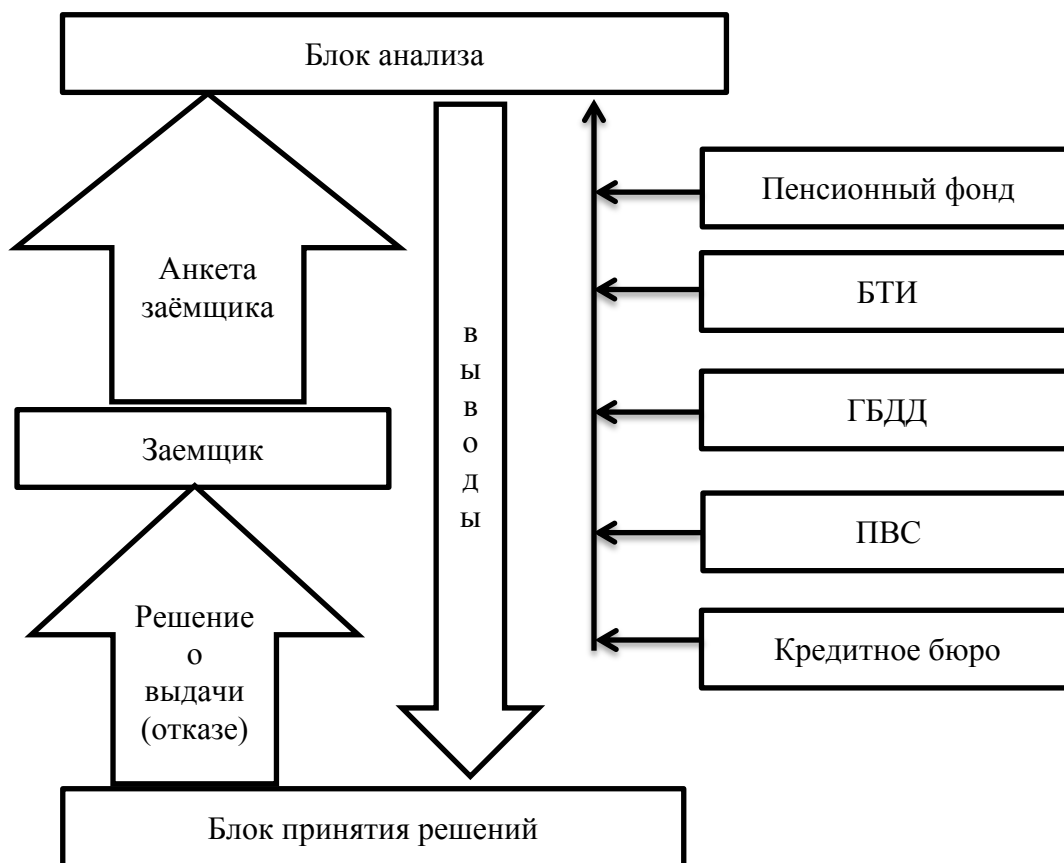 Блок анализа
Пенсионный фонд
Анкета
заёмщика
БТИ
в
ы
в
о
д
ы
ГБДД
Заемщик
ПВС
Решение
о
выдачи
(отказе)
Кредитное бюро
Блок принятия решений